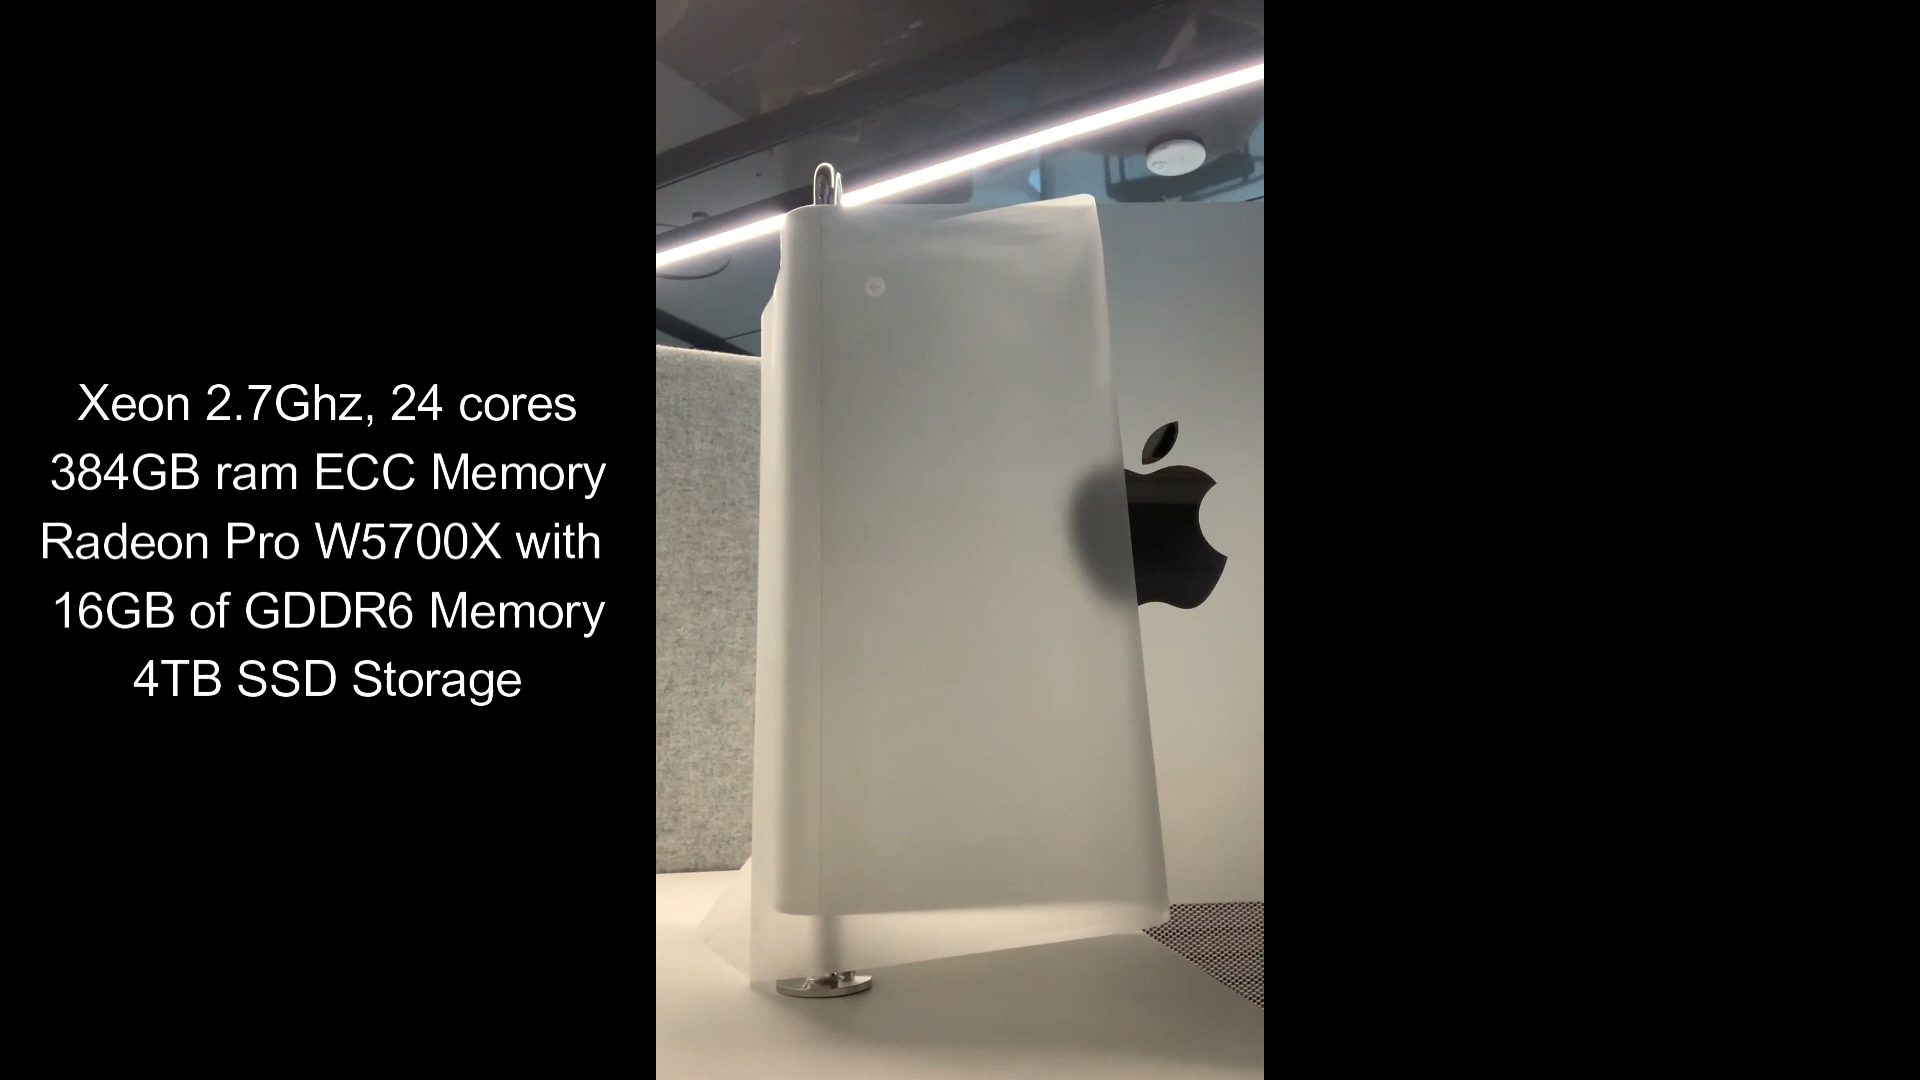 Xeon 2.7Ghz, 24 cores
384GB ram ECC Memory
Radeon Pro W5700X with
16GB of GDDR6 Memory
4TB SSD Storage